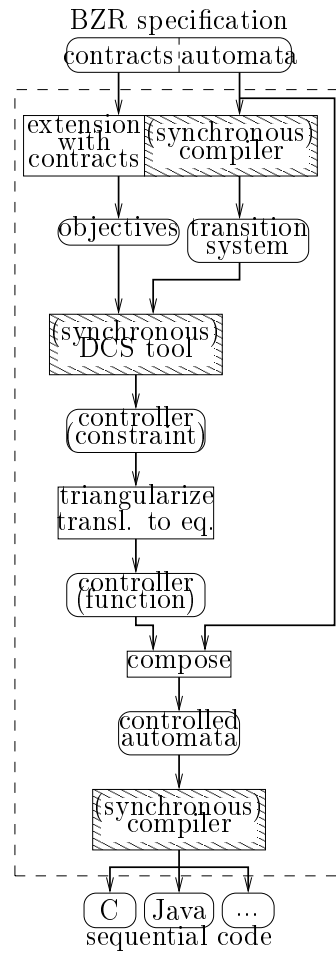 BZR specification
contracts automata
extension
with
contracts
(synchronous)
compiler
objectives
transition
system
(synchronous)
DCS tool
controller
(constraint)
triangularize
transl. to eq.
controller
(function)
compose
controlled
automata
(synchronous)
compiler
C Java ...
sequential code